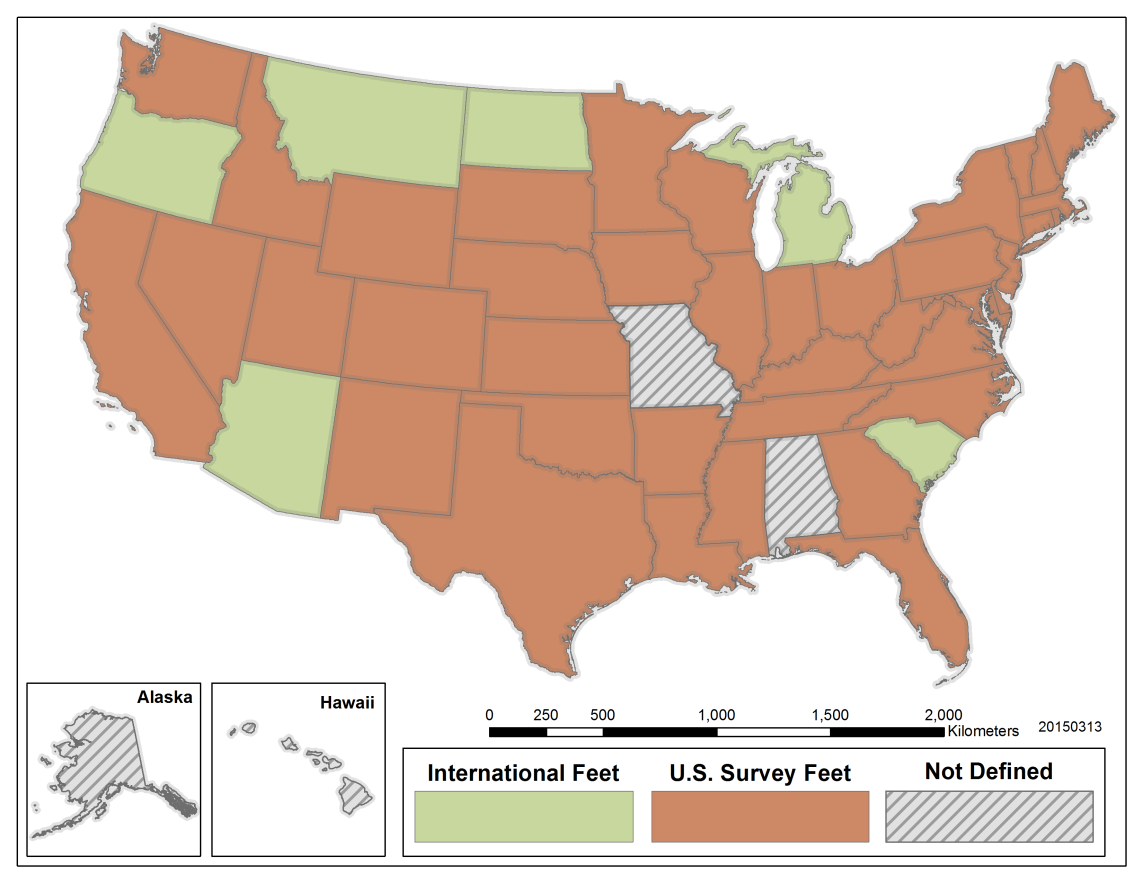 Alaska
Hawaii
0 250 500 1,000 1,500 2,000
Kilometers
20150313
International Feet
U.S. Survey Feet
Not Defined